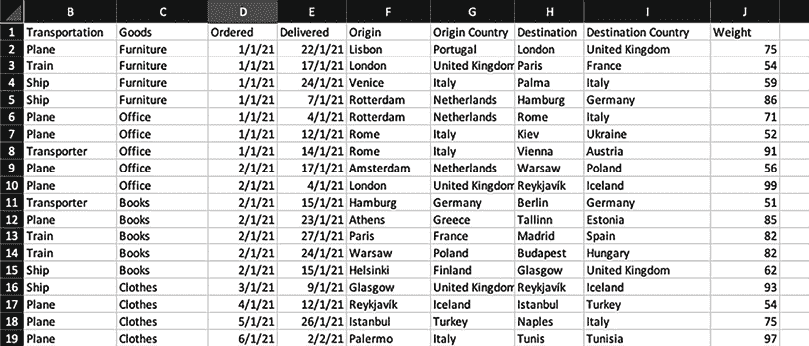 B C D E F G H I J
1 Transportation Goods Ordered Delivered Origin Origin Country Destination Destination Country Weight
2 Plane Furniture 1/1/21 22/1/21 Lisbon Portugal London United Kingdom 75
3 Train Furniture 1/1/21 17/1/21 London United Kingdom Paris France 54
4 Ship Furniture 1/1/21 24/1/21 Venice Italy Palma Italy 59
5 Ship Furniture 1/1/21 7/1/21 Rotterdam Netherlands Hamburg Germany 86
6 Plane Office 1/1/21 4/1/21 Rotterdam Netherlands Rome Italy 71
7 Plane Office 1/1/21 12/1/21 Rome Italy Kiev Ukraine 52
8 Transporter Office 1/1/21 14/1/21 Rome Italy Vienna Austria 91
9 Plane Office 2/1/21 17/1/21 Amsterdam Netherlands Warsaw Poland 56
10 Plane Office 2/1/21 4/1/21 London United Kingdom Reykjavík Iceland 99
11 Transporter Books 2/1/21 15/1/21 Hamburg Germany Berlin Germany 51
12 Plane Books 2/1/21 23/1/21 Athens Greece Tallinn Estonia 85
13 Train Books 2/1/21 27/1/21 Paris France Madrid Spain 82
14 Train Books 2/1/21 24/1/21 Warsaw Poland Budapest Hungary 82
15 Ship Books 2/1/21 15/1/21 Helsinki Finland Glasgow United Kingdom 62
16 Ship Clothes 3/1/21 9/1/21 Glasgow United Kingdom Reykjavík Iceland 93
17 Plane Clothes 4/1/21 12/1/21 Reykjavík Iceland Istanbul Turkey 54
18 Plane Clothes 5/1/21 26/1/21 Istanbul Turkey Naples Italy 75
19 Plane Clothes 6/1/21 2/2/21 Palermo Italy Tunis Tunisia 97